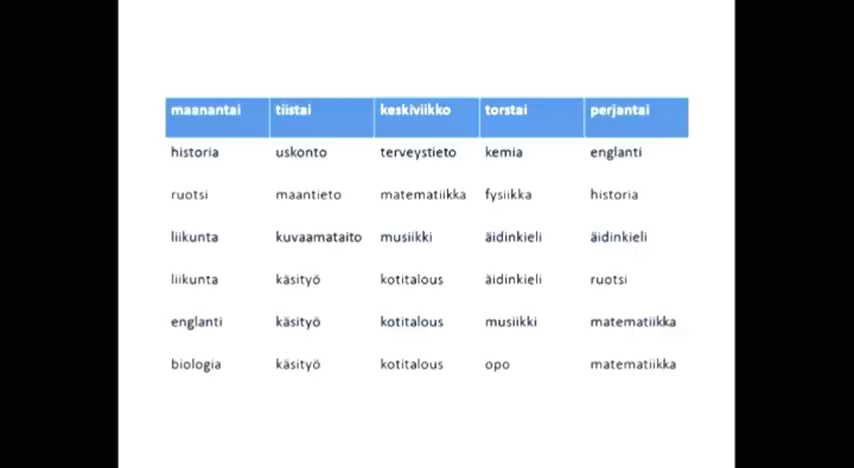 maanantai tiistai keskiviikko torstai perjantai
historia uskonto terveystieto kemia englanti
ruotsi maantieto matematiikka fysiikka historia
liikunta kuvaamataito musiikki äidinkieli äidinkieli
liikunta käsityö kotitalous äidinkieli ruotsi
englanti käsityö kotitalous musiikki matematiikka
biologia käsityö kotitalous opo matematiikka